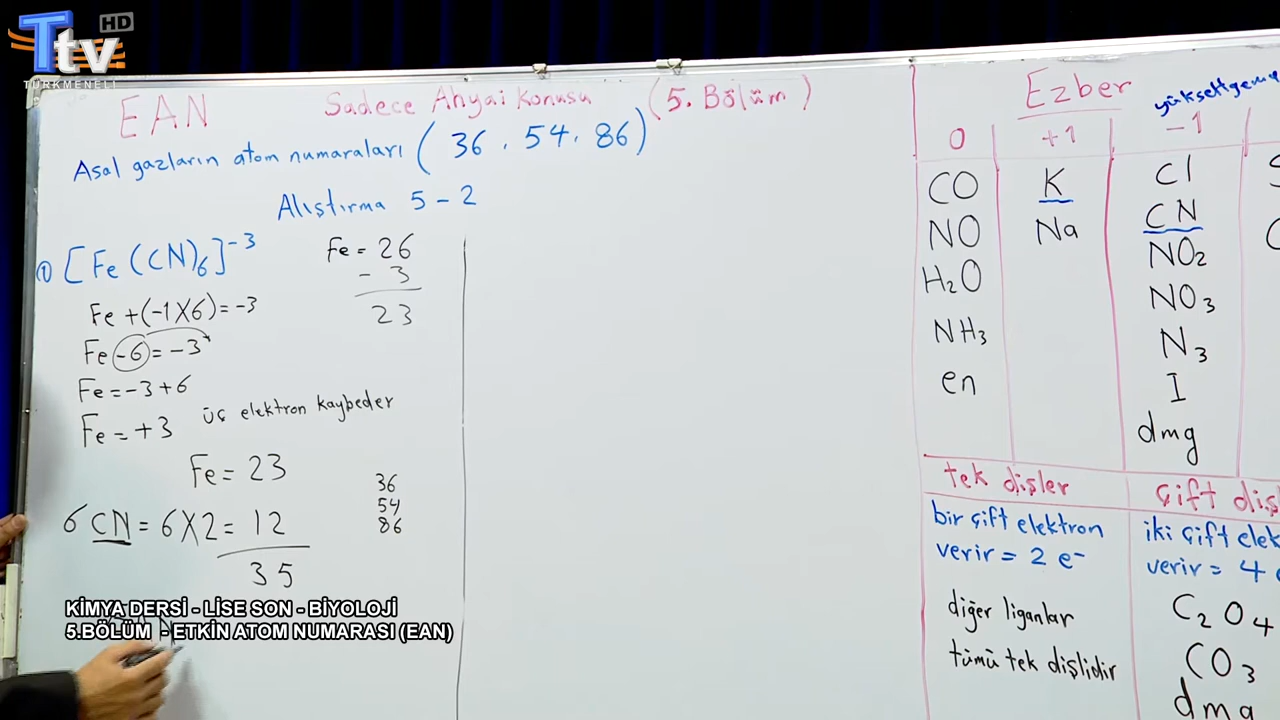 Ttv HD
TÜRKMENELİ
EAN
Sadece Ahyai Konusu (5. Bölüm)
Asal gazların atom numaraları (36, 54, 86)
Alıştırma 5-2
① [Fe(CN)6]-3
Fe + (-1X6) = -3
Fe -6 = -3
Fe = -3+6
Fe = +3 üç elektron kaybeder
Fe = 23
6 CN = 6X2 = 12
35
Fe = 26
- 3
23
36
54
86
Ezber
yükseltgeme
0 +1 -1
CO K Cl
NO Na CN
H2O NO2
NH3 NO3
en N3
I
dmg
tek dişler
bir çift elektron
verir = 2 e-
diğer liganlar
tümü tek dişlidir
çift diş
iki çift elek
verir = 4 e
C2O4
CO3
dmg
KİMYA DERSİ - LİSE SON - BİYOLOJİ
5.BÖLÜM - ETKİN ATOM NUMARASI (EAN)